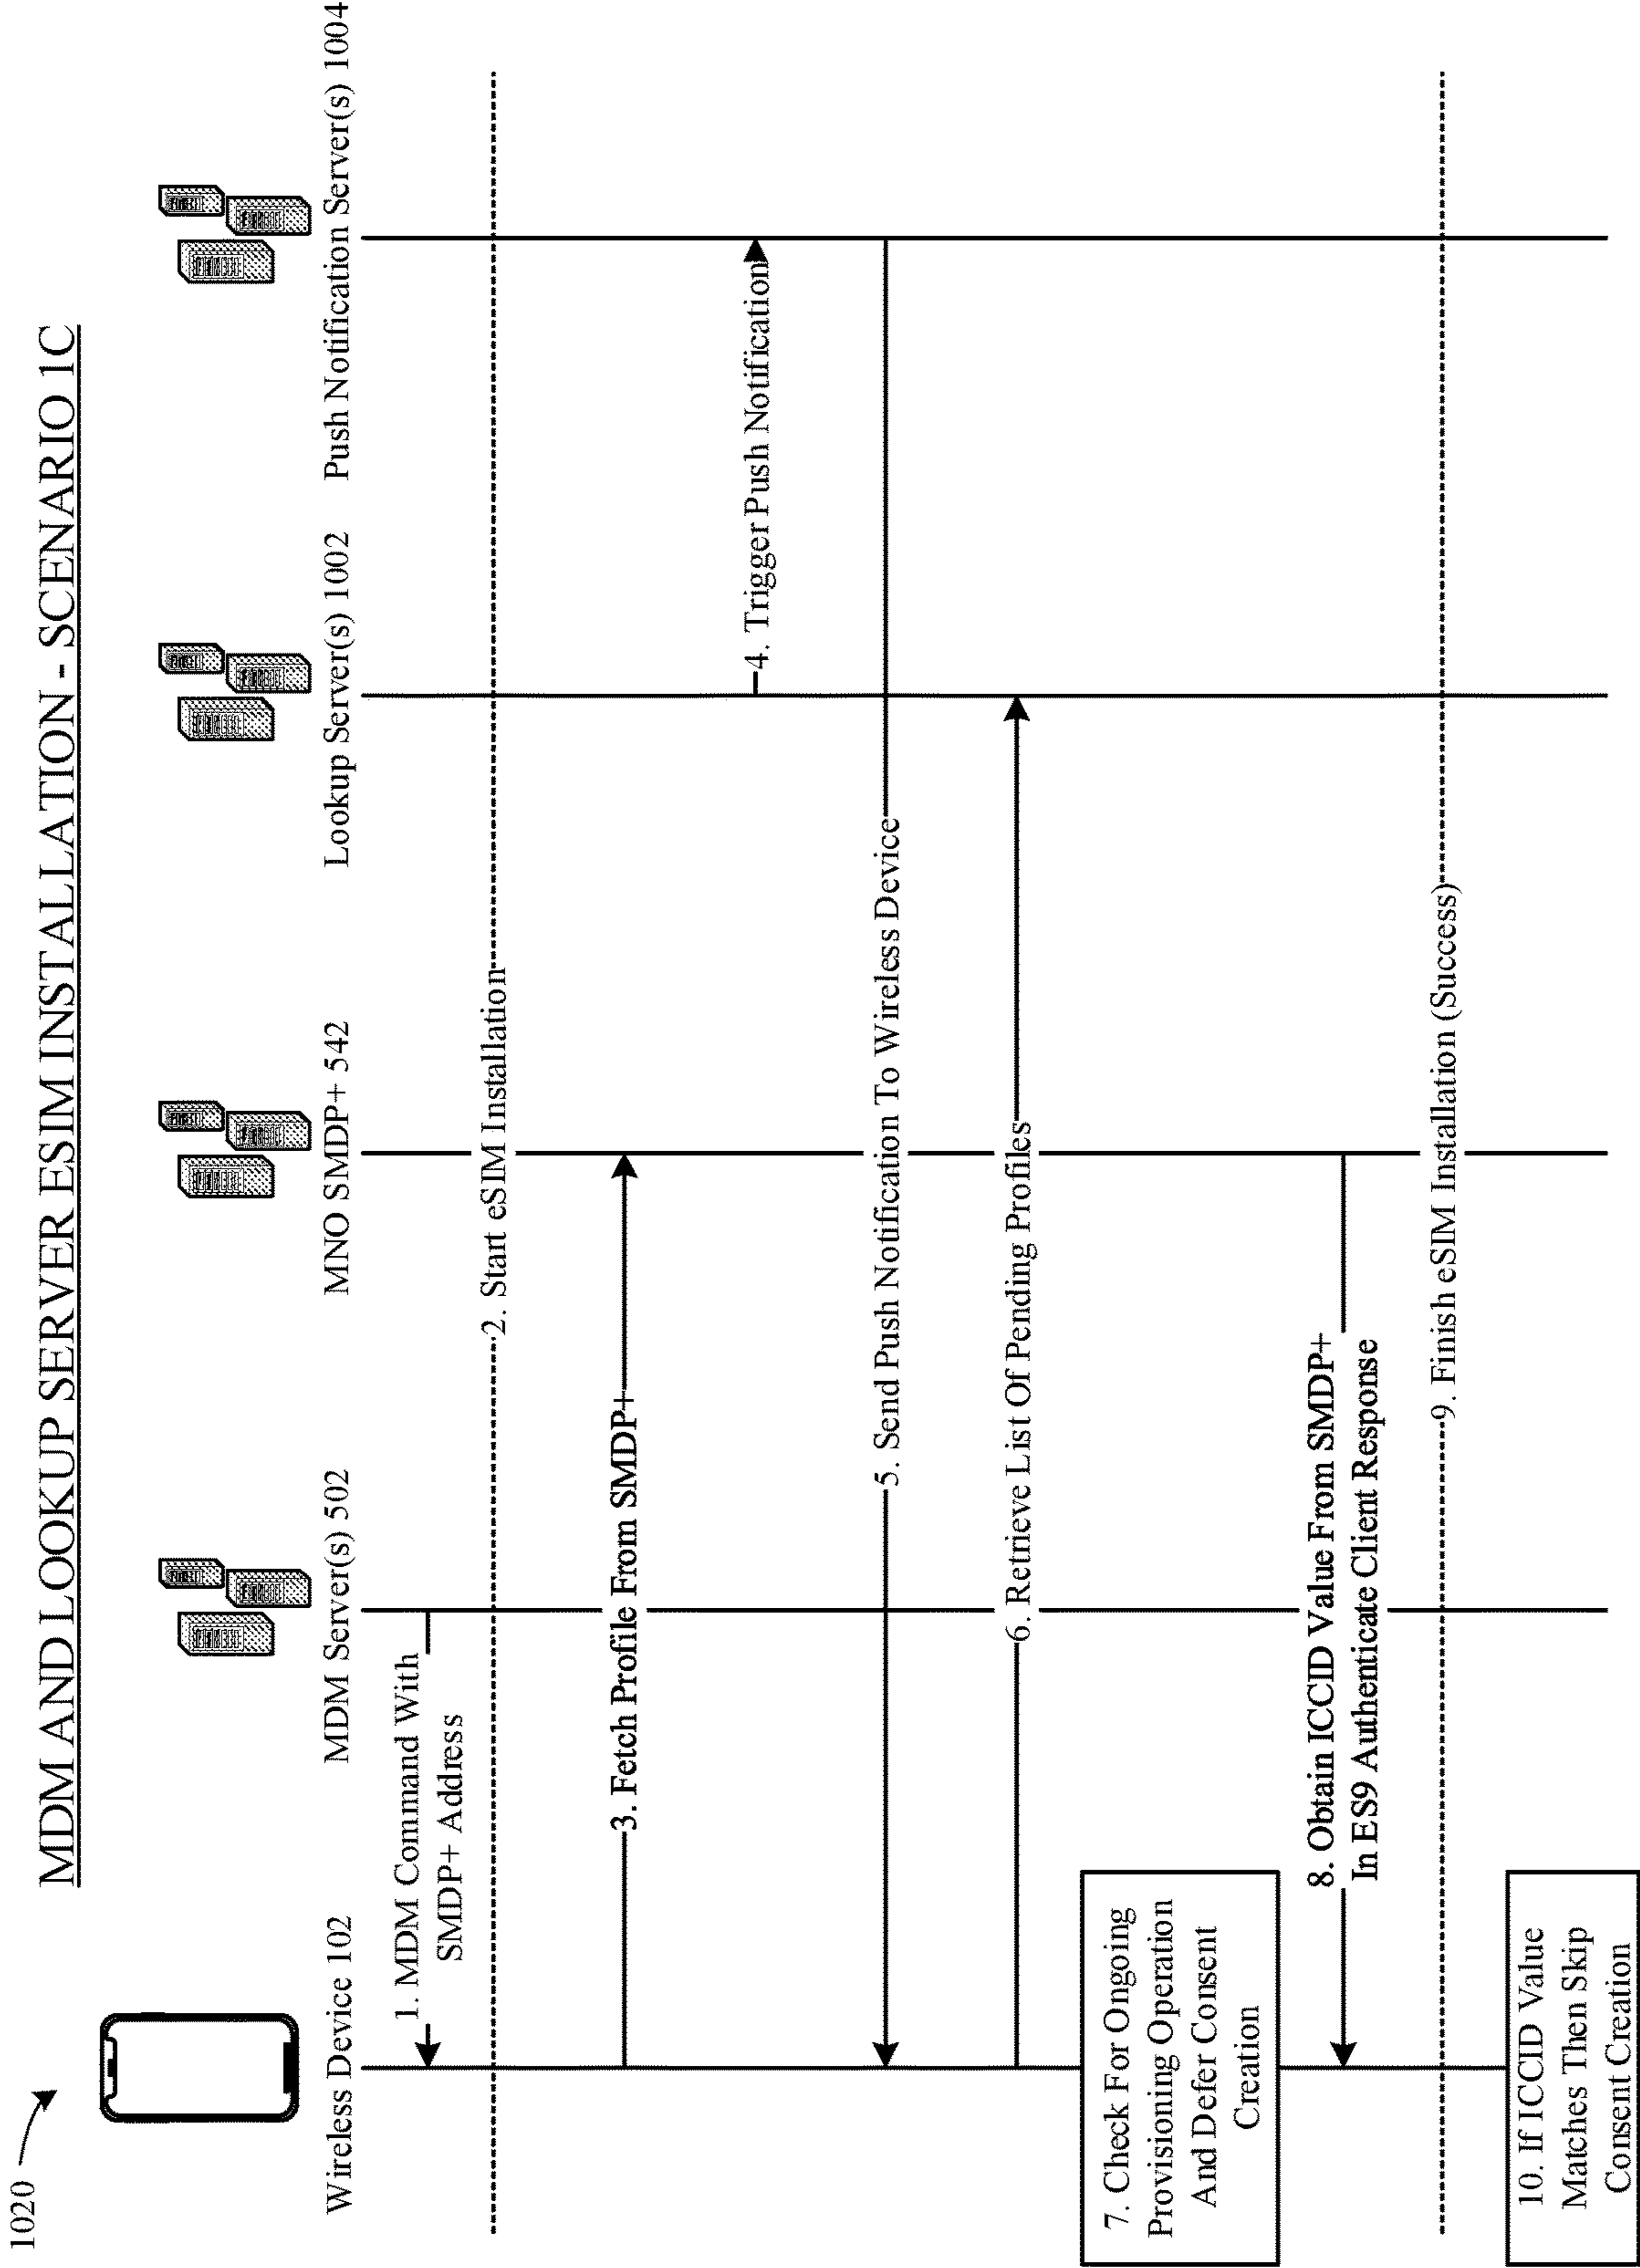 1020
MDM AND LOOKUP SERVER ESIM INSTALLATION - SCENARIO 1C
Wireless Device 102
MDM Server(s) 502
MNO SMDP+ 542
Lookup Server(s) 1002
Push Notification Server(s) 1004
1. MDM Command With
SMDP+ Address
2. Start eSIM Installation
3. Fetch Profile From SMDP+
4. Trigger Push Notification
5. Send Push Notification To Wireless Device
6. Retrieve List Of Pending Profiles
7. Check For Ongoing
Provisioning Operation
And Defer Consent
Creation
8. Obtain ICCID Value From SMDP+
In ES9 Authenticate Client Response
9. Finish eSIM Installation (Success)
10. If ICCID Value
Matches Then Skip
Consent Creation